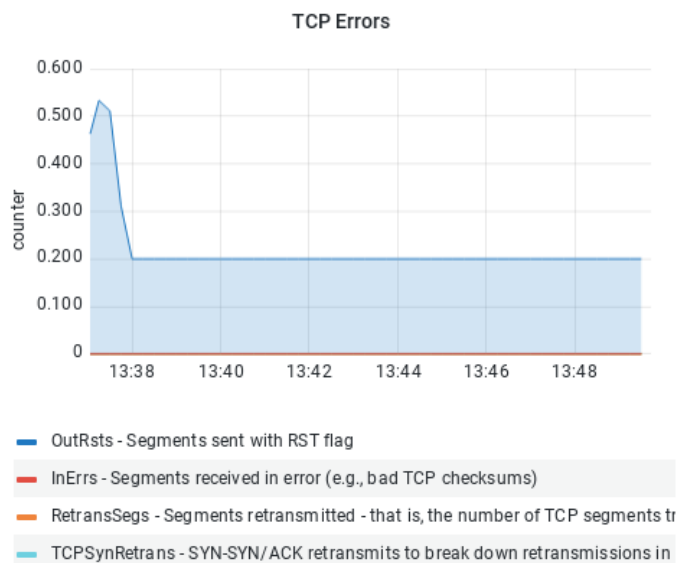 TCP Errors
0.600
0.500
0.400
0.300
0.200
0.100
0
counter
13:38 13:40 13:42 13:44 13:46 13:48
OutRsts - Segments sent with RST flag
InErrs - Segments received in error (e.g., bad TCP checksums)
RetransSegs - Segments retransmitted - that is, the number of TCP segments
TCPSynRetrans - SYN-SYN/ACK retransmits to break down retransmissions in